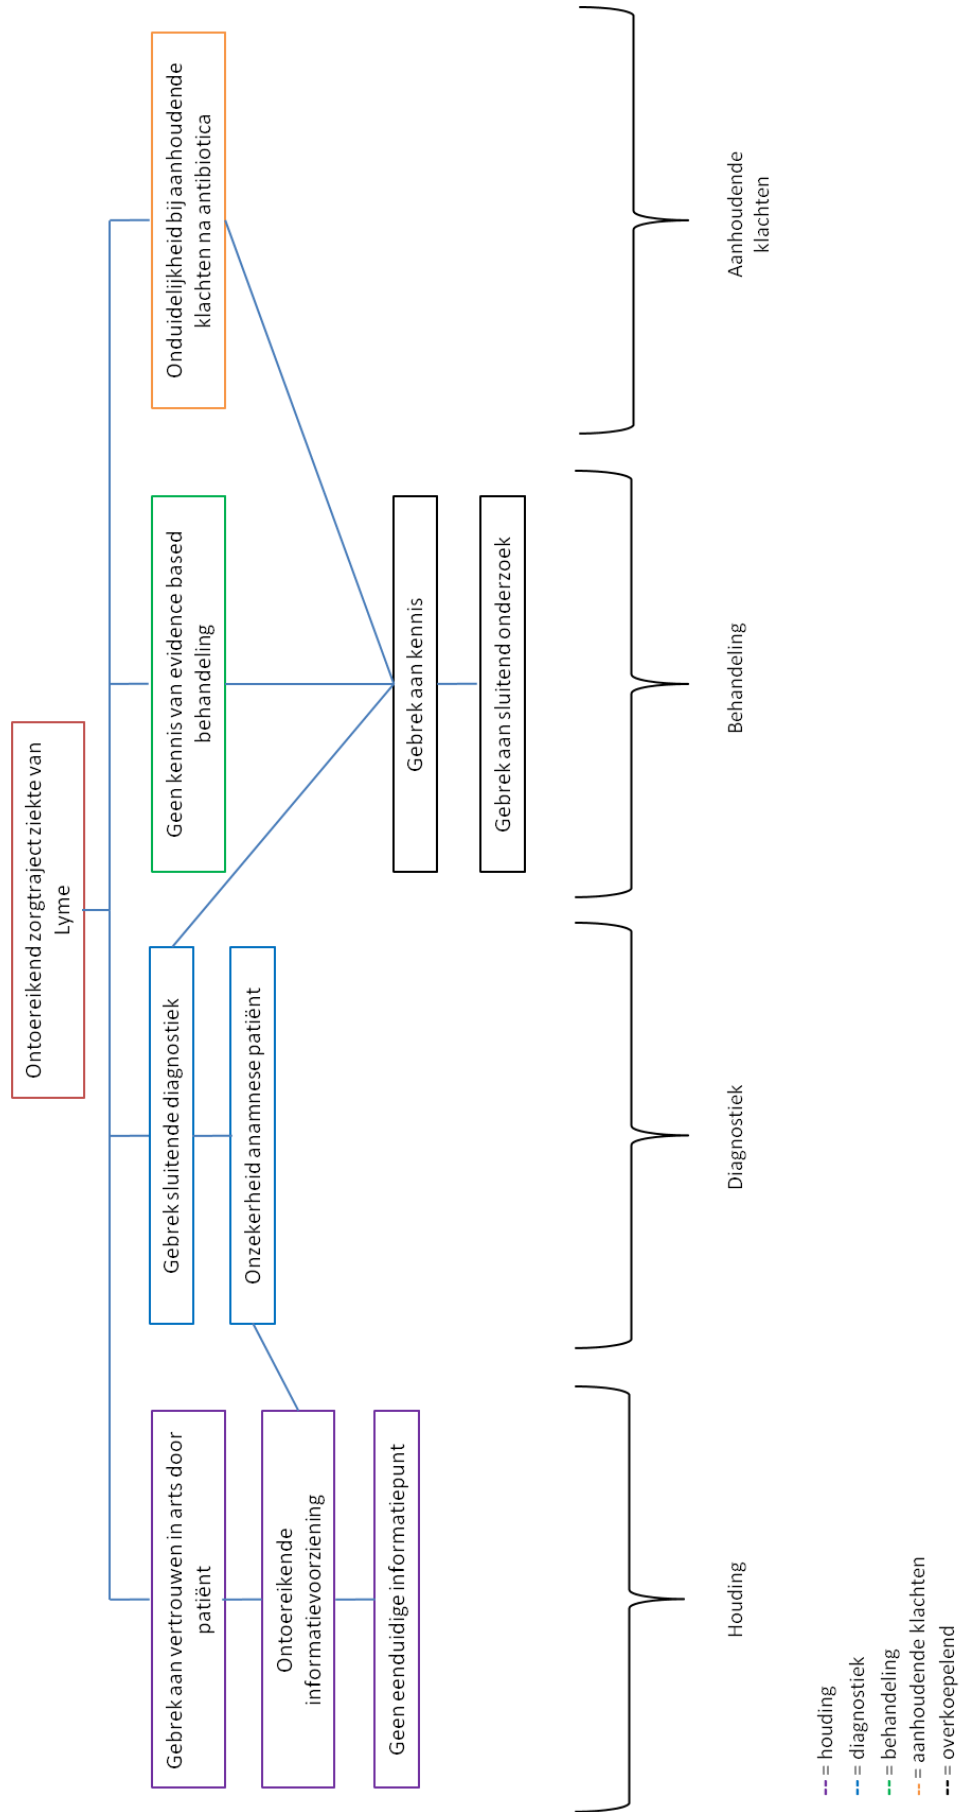 Ontoereikend zorgtraject ziekte van
Lyme
Gebrek aan vertrouwen in arts door
patiënt
Ontoereikende
informatievoorziening
Geen eenduidige informatiepunt
Gebrek sluitende diagnostiek
Onzekerheid anamnese patiënt
Geen kennis van evidence based
behandeling
Onduidelijkheid bij aanhoudende
klachten na antibiotica
Gebrek aan kennis
Gebrek aan sluitend onderzoek
Houding
Diagnostiek
Behandeling
Aanhoudende
klachten
-- = houding
-- = diagnostiek
-- = behandeling
-- = aanhoudende klachten
-- = overkoepelend